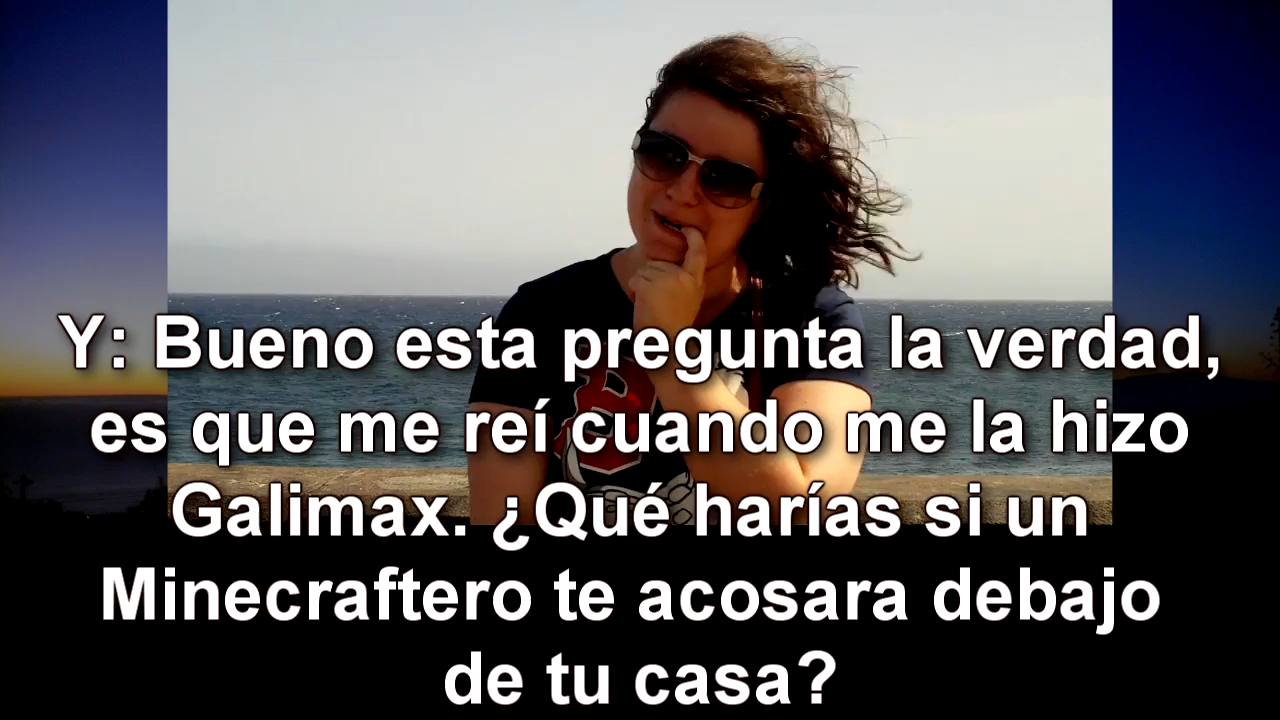 Y: Bueno esta pregunta la verdad,
es que me reí cuando me la hizo
Galimax. ¿Qué harías si un
Minecraftero te acosara debajo
de tu casa?